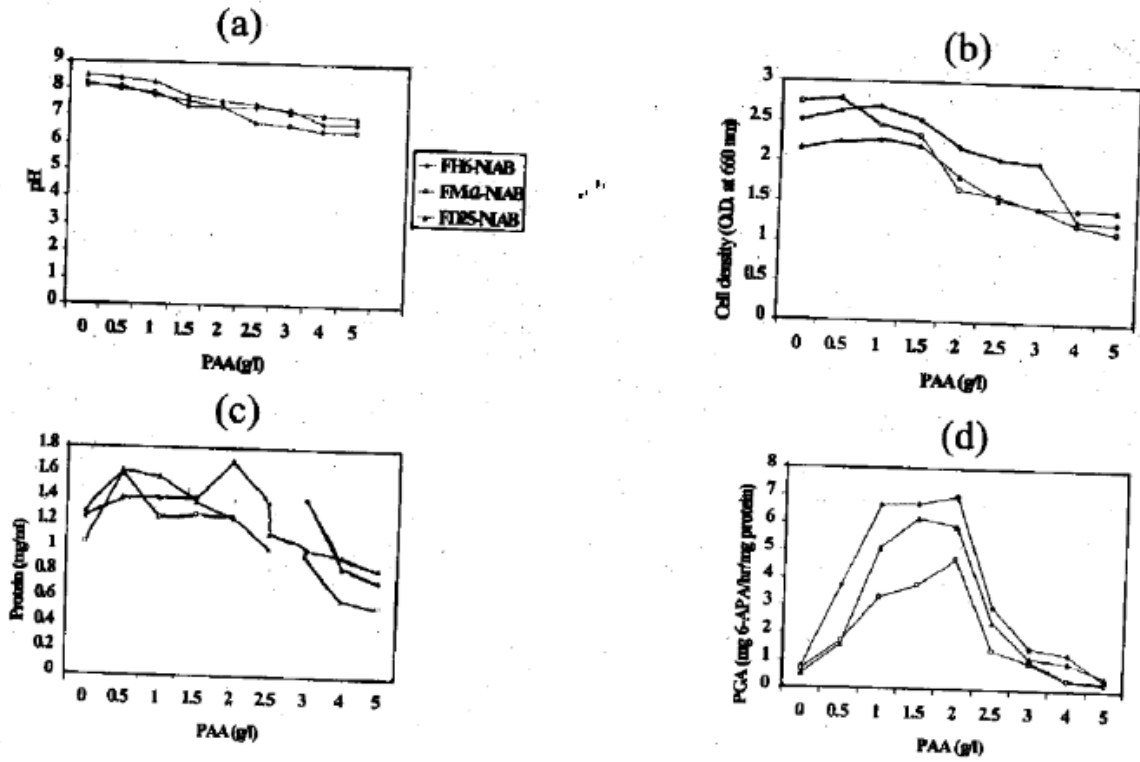 (a)
9
8
7
6
5
4
3
2
1
0
pH
0 0.5 1 1.5 2 2.5 3 4 5
PAA (g/l)
FH6-NIAB
FDP5-NIAB
(b)
3
2.5
2
1.5
1
0.5
0
Cell density (O.D. at 660 nm)
0 0.5 1 1.5 2 2.5 3 4 5
PAA (g/l)
(c)
1.8
1.6
1.4
1.2
1
0.8
0.6
0.4
0.2
0
Protein (mg/ml)
0 0.5 1 1.5 2 2.5 3 4 5
PAA (g/l)
(d)
8
7
6
5
4
3
2
1
0
PGA (mg 6-APA/hr/mg protein)
0 0.5 1 1.5 2 2.5 3 4 5
PAA (g/l)